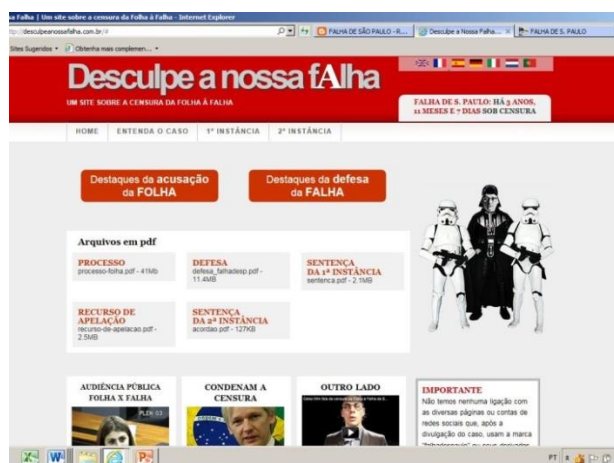 a Falha | Um site sobre a censura da Folha à Falha - Internet Explorer
ttp://desculpeanossafalha.com.br/#
FALHA DE SÃO PAULO - R...
Desculpe a Nossa Falha...
FALHA DE S. PAULO
Sites Sugeridos
Obtenha mais complemen...
Desculpe a nossa fAlha
UM SITE SOBRE A CENSURA DA FOLHA À FALHA
FALHA DE S. PAULO: HÁ 3 ANOS,
11 MESES E 7 DIAS SOB CENSURA
HOME ENTENDA O CASO 1ª INSTÂNCIA 2ª INSTÂNCIA
Destaques da acusação
da FOLHA
Destaques da defesa
da FALHA
Arquivos em pdf
PROCESSO
processo-folha.pdf - 41Mb
DEFESA
defesa_falhadesp.pdf -
11.4MB
SENTENÇA
DA 1ª INSTÂNCIA
sentenca.pdf - 2.1MB
RECURSO DE
APELAÇÃO
recurso-de-apelacao.pdf -
2.5MB
SENTENÇA
DA 2ª INSTÂNCIA
acordao.pdf - 127KB
AUDIÊNCIA PÚBLICA
FOLHA X FALHA
CONDENAM A
CENSURA
OUTRO LADO
IMPORTANTE
Não temos nenhuma ligação com
as diversas páginas ou contas de
redes sociais que, após a
divulgação do caso, usam a marca
PT